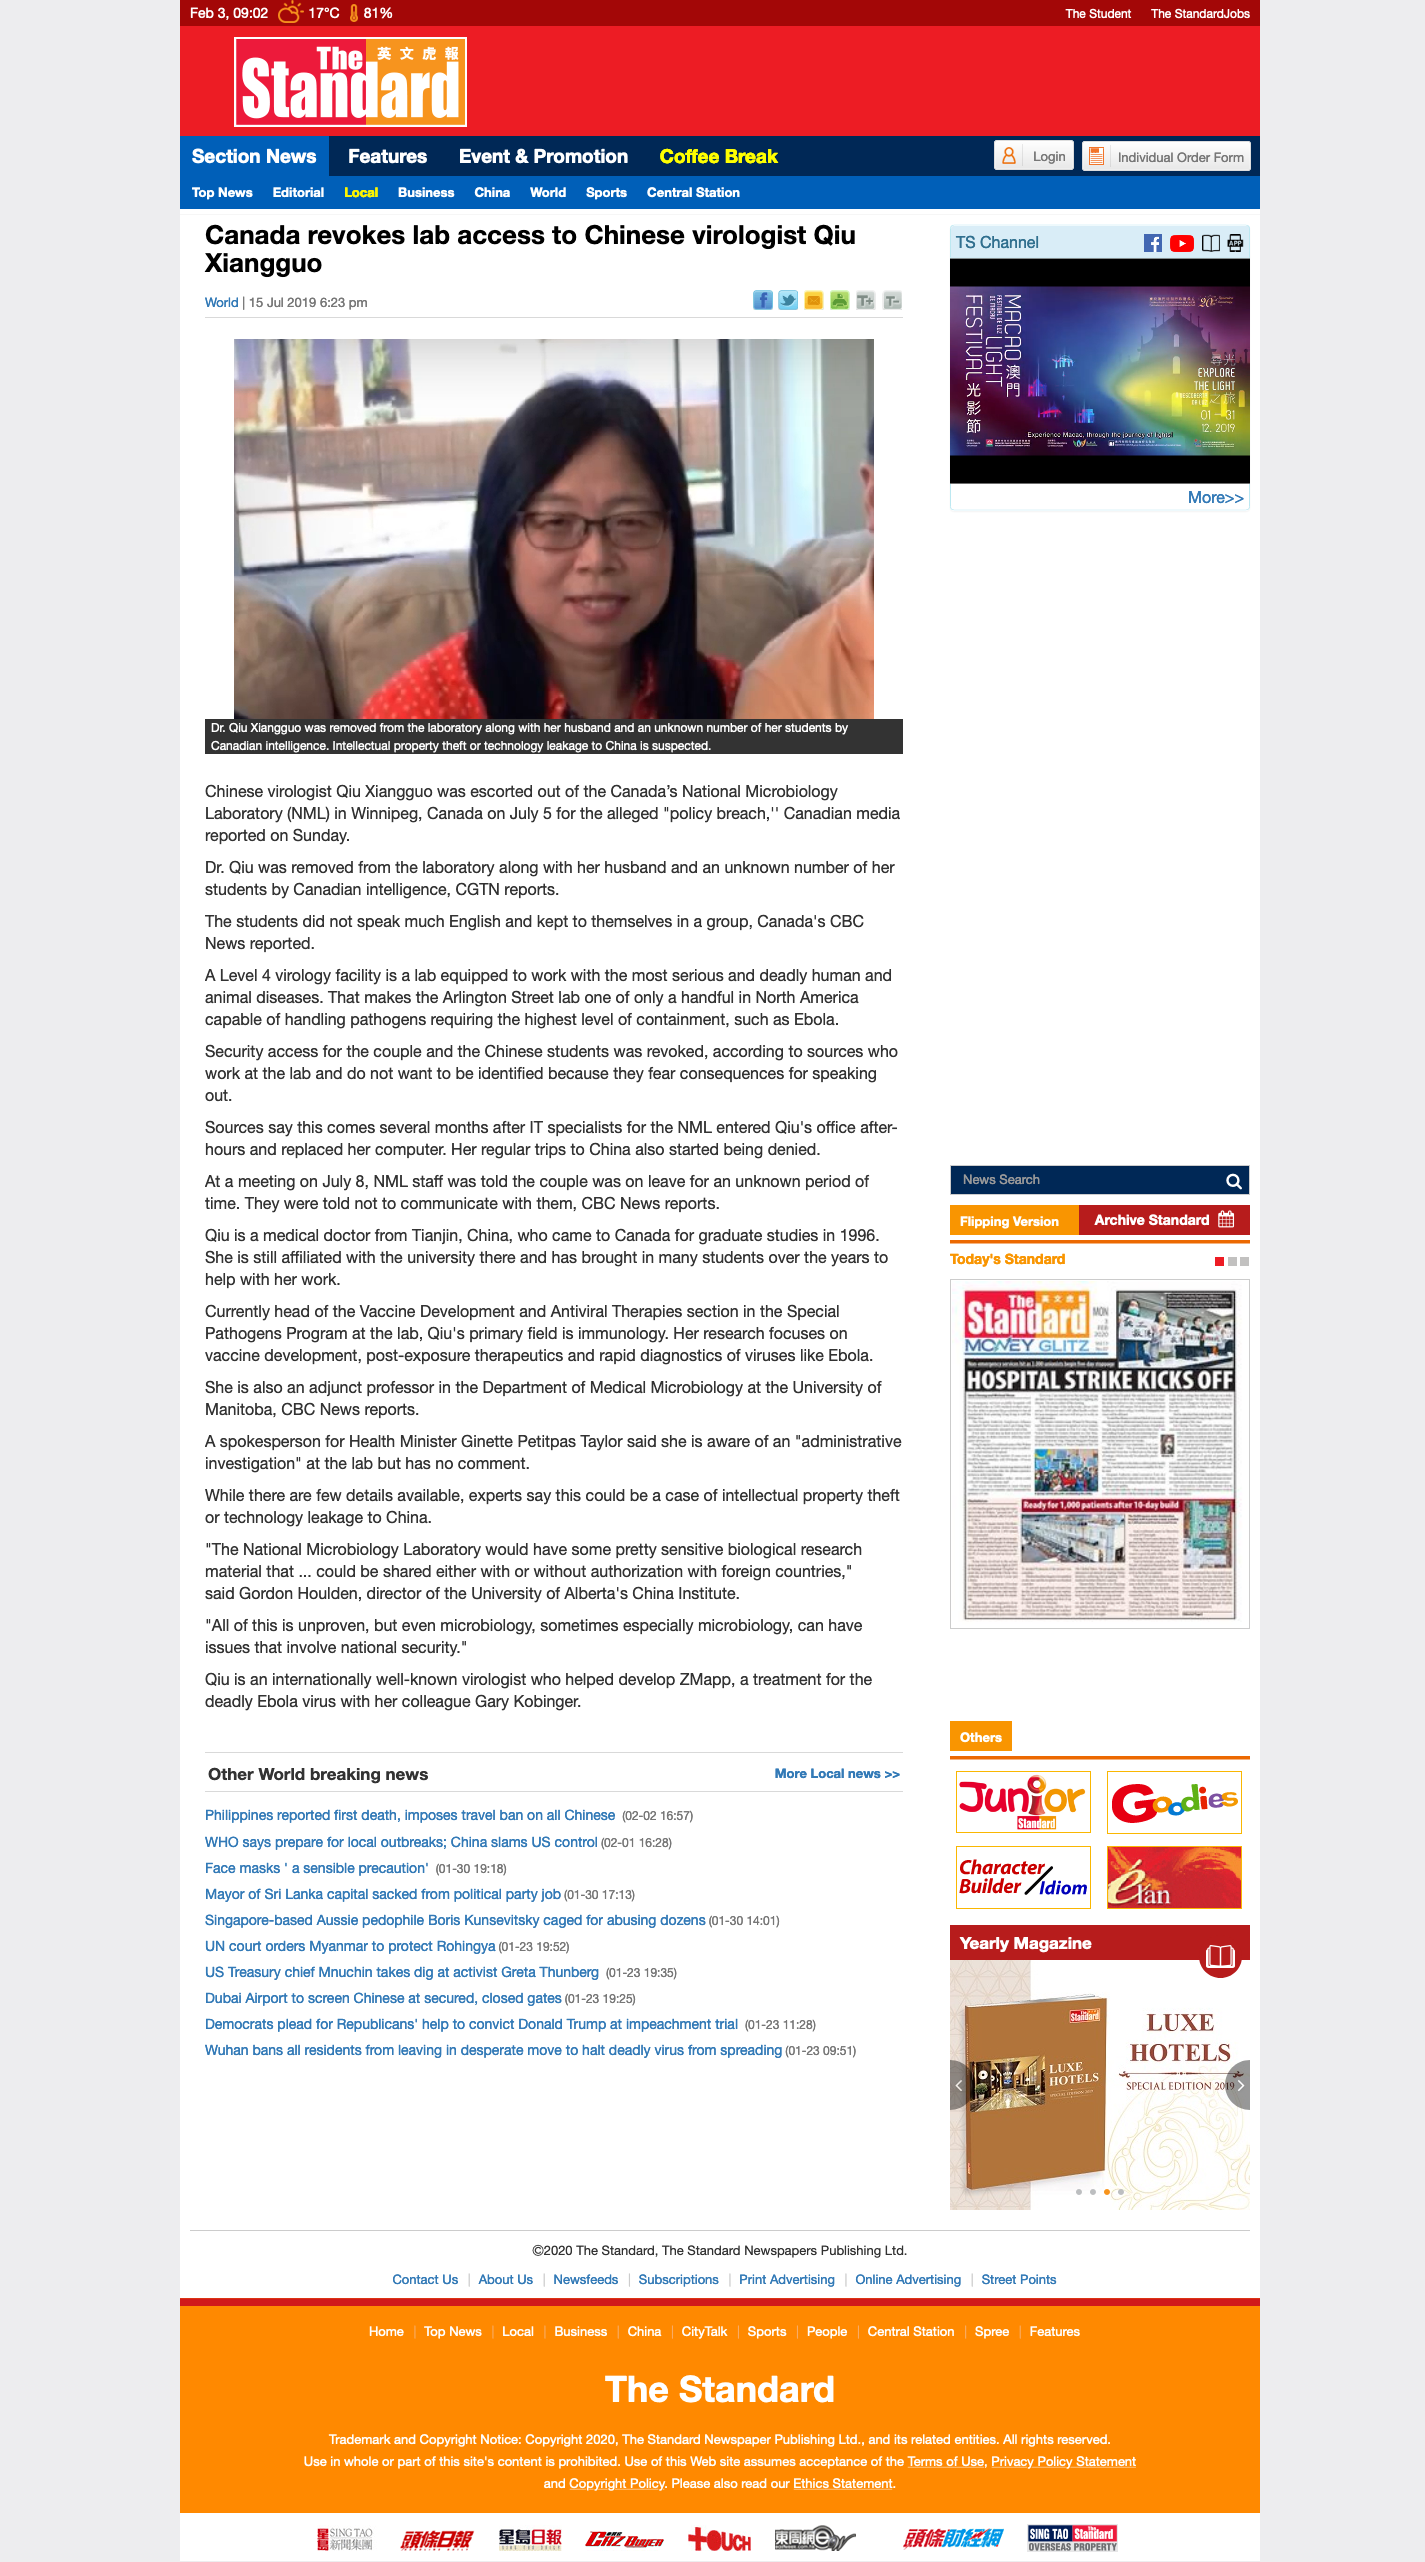 Feb 3, 09:02 17°C 81%
The Student The StandardJobs
The 英文虎報
Standard
Section News Features Event & Promotion Coffee Break Login Individual Order Form
Top News Editorial Local Business China World Sports Central Station
Canada revokes lab access to Chinese virologist Qiu
Xiangguo
World | 15 Jul 2019 6:23 pm
T+ T-
Dr. Qiu Xiangguo was removed from the laboratory along with her husband and an unknown number of her students by
Canadian intelligence. Intellectual property theft or technology leakage to China is suspected.
Chinese virologist Qiu Xiangguo was escorted out of the Canada’s National Microbiology
Laboratory (NML) in Winnipeg, Canada on July 5 for the alleged "policy breach,'' Canadian media
reported on Sunday.
Dr. Qiu was removed from the laboratory along with her husband and an unknown number of her
students by Canadian intelligence, CGTN reports.
The students did not speak much English and kept to themselves in a group, Canada's CBC
News reported.
A Level 4 virology facility is a lab equipped to work with the most serious and deadly human and
animal diseases. That makes the Arlington Street lab one of only a handful in North America
capable of handling pathogens requiring the highest level of containment, such as Ebola.
Security access for the couple and the Chinese students was revoked, according to sources who
work at the lab and do not want to be identified because they fear consequences for speaking
out.
Sources say this comes several months after IT specialists for the NML entered Qiu's office after-
hours and replaced her computer. Her regular trips to China also started being denied.
At a meeting on July 8, NML staff was told the couple was on leave for an unknown period of
time. They were told not to communicate with them, CBC News reports.
Qiu is a medical doctor from Tianjin, China, who came to Canada for graduate studies in 1996.
She is still affiliated with the university there and has brought in many students over the years to
help with her work.
Currently head of the Vaccine Development and Antiviral Therapies section in the Special
Pathogens Program at the lab, Qiu's primary field is immunology. Her research focuses on
vaccine development, post-exposure therapeutics and rapid diagnostics of viruses like Ebola.
She is also an adjunct professor in the Department of Medical Microbiology at the University of
Manitoba, CBC News reports.
A spokesperson for Health Minister Ginette Petitpas Taylor said she is aware of an "administrative
investigation" at the lab but has no comment.
While there are few details available, experts say this could be a case of intellectual property theft
or technology leakage to China.
"The National Microbiology Laboratory would have some pretty sensitive biological research
material that ... could be shared either with or without authorization with foreign countries,"
said Gordon Houlden, director of the University of Alberta's China Institute.
"All of this is unproven, but even microbiology, sometimes especially microbiology, can have
issues that involve national security."
Qiu is an internationally well-known virologist who helped develop ZMapp, a treatment for the
deadly Ebola virus with her colleague Gary Kobinger.
Other World breaking news More Local news >>
Philippines reported first death, imposes travel ban on all Chinese (02-02 16:57)
WHO says prepare for local outbreaks; China slams US control (02-01 16:28)
Face masks ' a sensible precaution' (01-30 19:18)
Mayor of Sri Lanka capital sacked from political party job (01-30 17:13)
Singapore-based Aussie pedophile Boris Kunsevitsky caged for abusing dozens (01-30 14:01)
UN court orders Myanmar to protect Rohingya (01-23 19:52)
US Treasury chief Mnuchin takes dig at activist Greta Thunberg (01-23 19:35)
Dubai Airport to screen Chinese at secured, closed gates (01-23 19:25)
Democrats plead for Republicans' help to convict Donald Trump at impeachment trial (01-23 11:28)
Wuhan bans all residents from leaving in desperate move to halt deadly virus from spreading (01-23 09:51)
TS Channel
APP
MACAO 澳門
LIGHT
FESTIVAL 光影節
EXPLORE
THE LIGHT
01 – 31
12. 2019
Experience Macao, through the journey of lights!
More>>
News Search
Flipping Version Archive Standard
Today's Standard
The 英文虎報
Standard
MONEY GLITZ
MON
2020
HOSPITAL STRIKE KICKS OFF
Ready for 1,000 patients after 10-day build
Others
Junior
Standard
Goodies
Character
Builder / Idiom
élan
Yearly Magazine
The
Standard
LUXE
HOTELS
LUXE
HOTELS
SPECIAL EDITION 2019
©2020 The Standard, The Standard Newspapers Publishing Ltd.
Contact Us | About Us | Newsfeeds | Subscriptions | Print Advertising | Online Advertising | Street Points
Home | Top News | Local | Business | China | CityTalk | Sports | People | Central Station | Spree | Features
The Standard
Trademark and Copyright Notice: Copyright 2020, The Standard Newspaper Publishing Ltd., and its related entities. All rights reserved.
Use in whole or part of this site's content is prohibited. Use of this Web site assumes acceptance of the Terms of Use, Privacy Policy Statement
and Copyright Policy. Please also read our Ethics Statement.
星島 SING TAO 新聞集團
頭條日報
星島日報
SING TAO DAILY
CAZ BUYER
TOUCH
東周網
頭條財經網
SING TAO The Standard
OVERSEAS PROPERTY